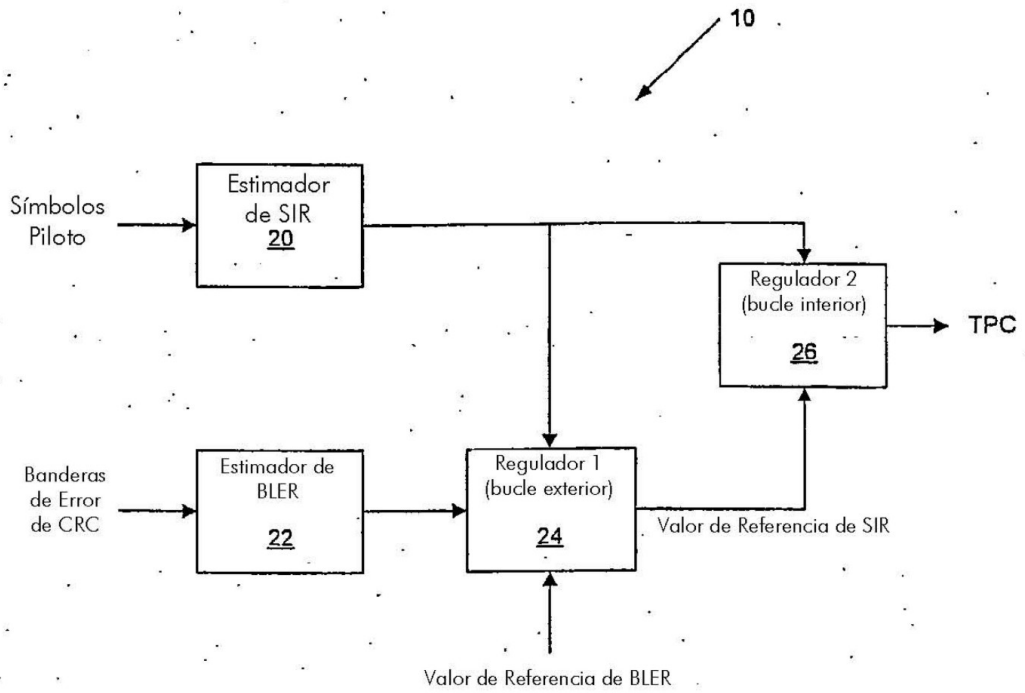 10
Símbolos
Piloto
Estimador
de SIR
20
Regulador 2
(bucle interior)
26
TPC
Banderas
de Error
de CRC
Estimador de
BLER
22
Regulador 1
(bucle exterior)
24
Valor de Referencia de SIR
Valor de Referencia de BLER